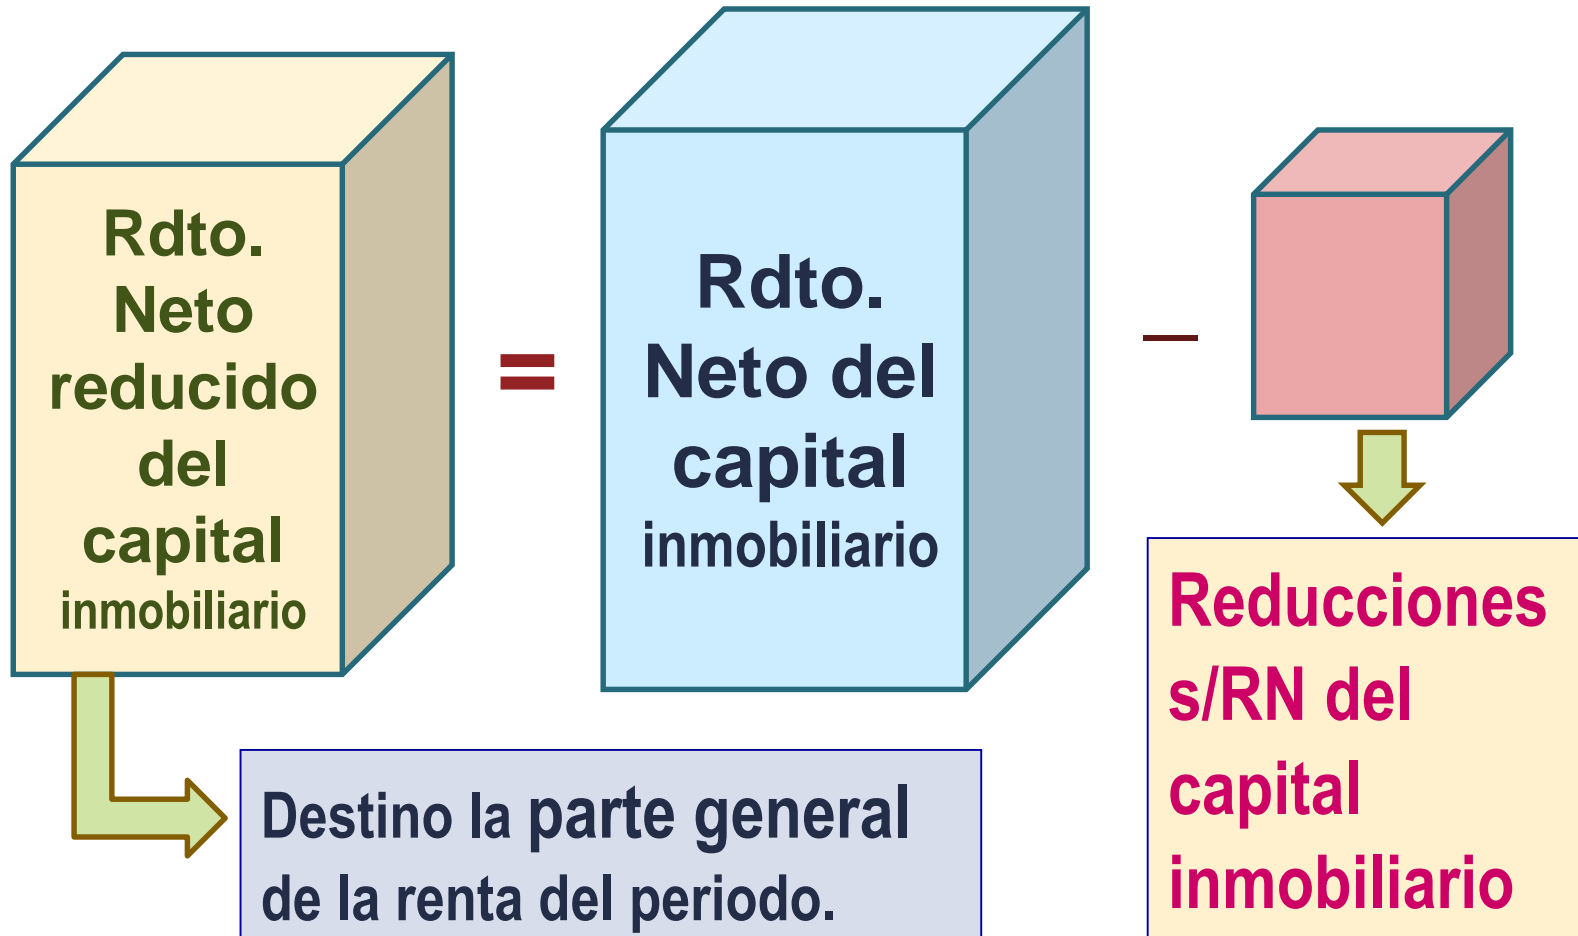 Rdto.
Neto
reducido
del
capital
inmobiliario
=
Rdto.
Neto del
capital
inmobiliario
–
Reducciones
s/RN del
capital
inmobiliario
Destino la parte general
de la renta del periodo.